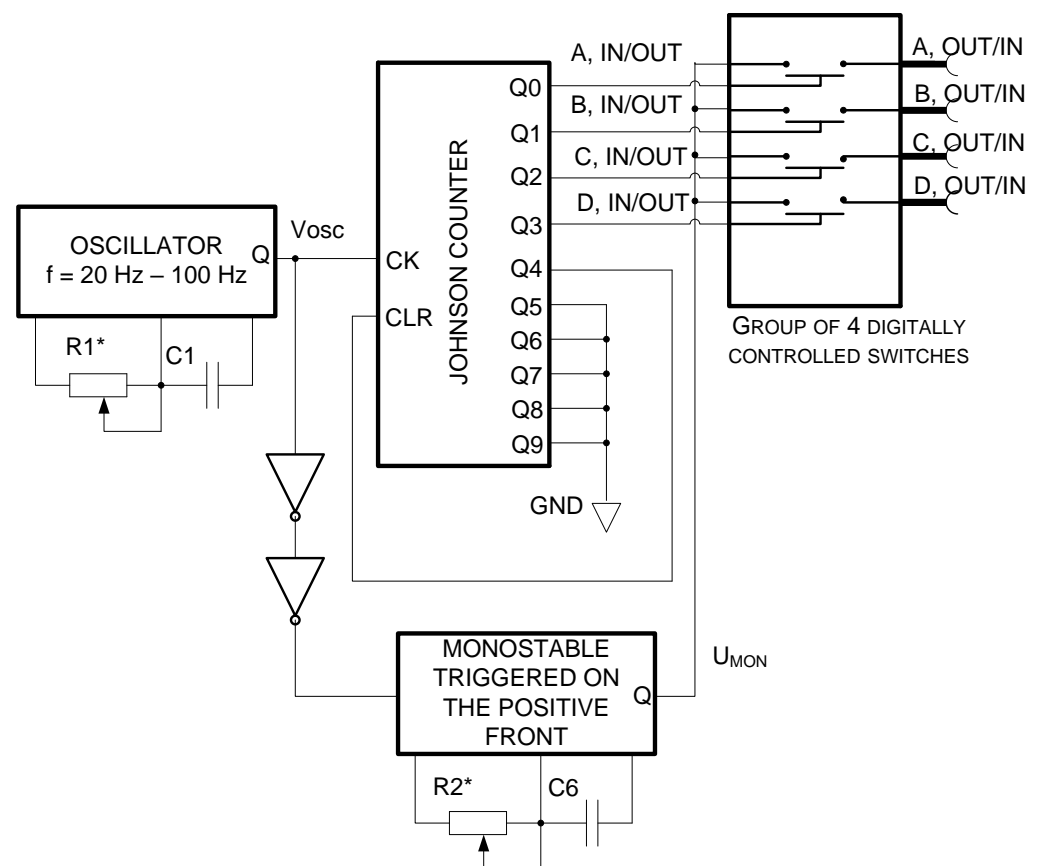 A, IN/OUT
B, IN/OUT
C, IN/OUT
D, IN/OUT
A, OUT/IN
B, OUT/IN
C, OUT/IN
D, OUT/IN
GROUP OF 4 DIGITALLY
CONTROLLED SWITCHES
JOHNSON COUNTER
CK
CLR
Q0
Q1
Q2
Q3
Q4
Q5
Q6
Q7
Q8
Q9
GND
OSCILLATOR
f = 20 Hz – 100 Hz
Q
Vosc
R1*
C1
MONOSTABLE
TRIGGERED ON
THE POSITIVE
FRONT
Q
UMON
R2*
C6